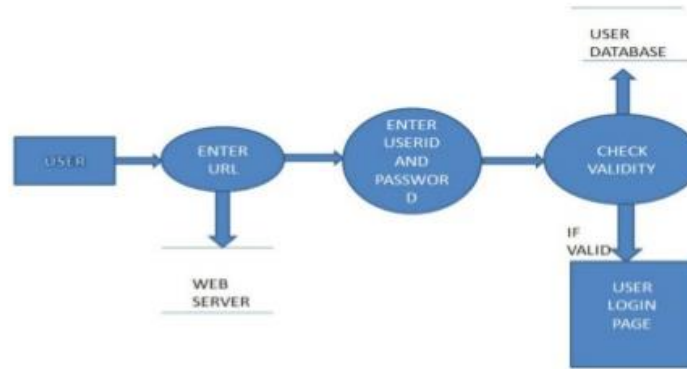 USER
DATABASE
USER
ENTER
URL
ENTER
USERID
AND
PASSWOR
D
CHECK
VALIDITY
IF
VALID
WEB
SERVER
USER
LOGIN
PAGE